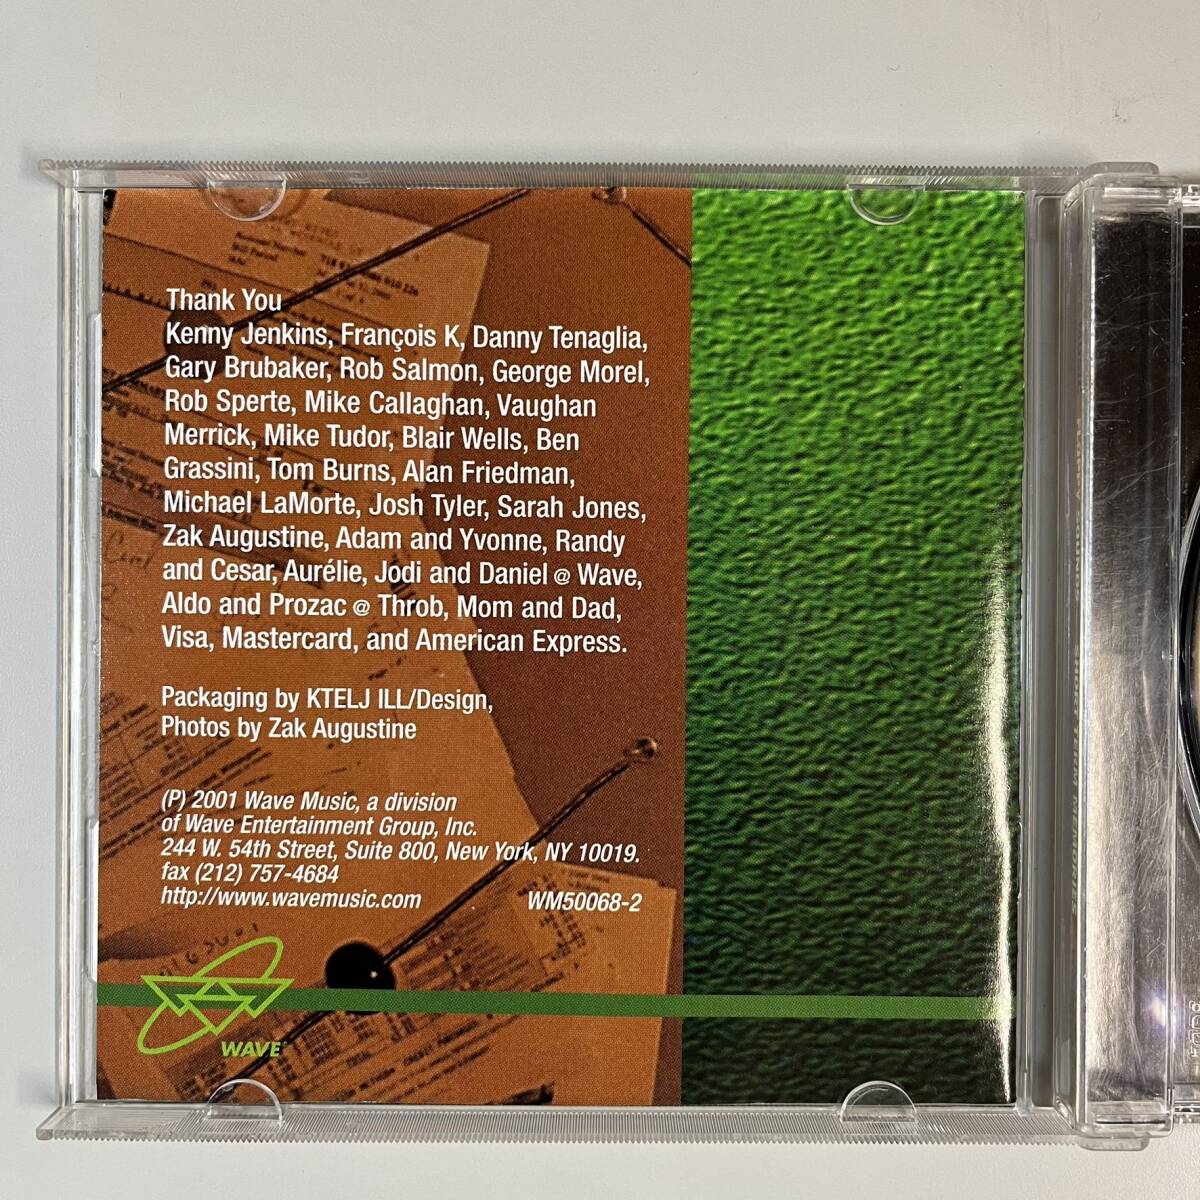 Thank You
Kenny Jenkins, François K, Danny Tenaglia,
Gary Brubaker, Rob Salmon, George Morel,
Rob Sperte, Mike Callaghan, Vaughan
Merrick, Mike Tudor, Blair Wells, Ben
Grassini, Tom Burns, Alan Friedman,
Michael LaMorte, Josh Tyler, Sarah Jones,
Zak Augustine, Adam and Yvonne, Randy
and Cesar, Aurélie, Jodi and Daniel @ Wave,
Aldo and Prozac @ Throb, Mom and Dad,
Visa, Mastercard, and American Express.
Packaging by KTELJ ILL/Design,
Photos by Zak Augustine
(P) 2001 Wave Music, a division
of Wave Entertainment Group, Inc.
244 W. 54th Street, Suite 800, New York, NY 10019.
fax (212) 757-4684
http://www.wavemusic.com
WM50068-2
WAVE
SHORT TERM MEMORIES